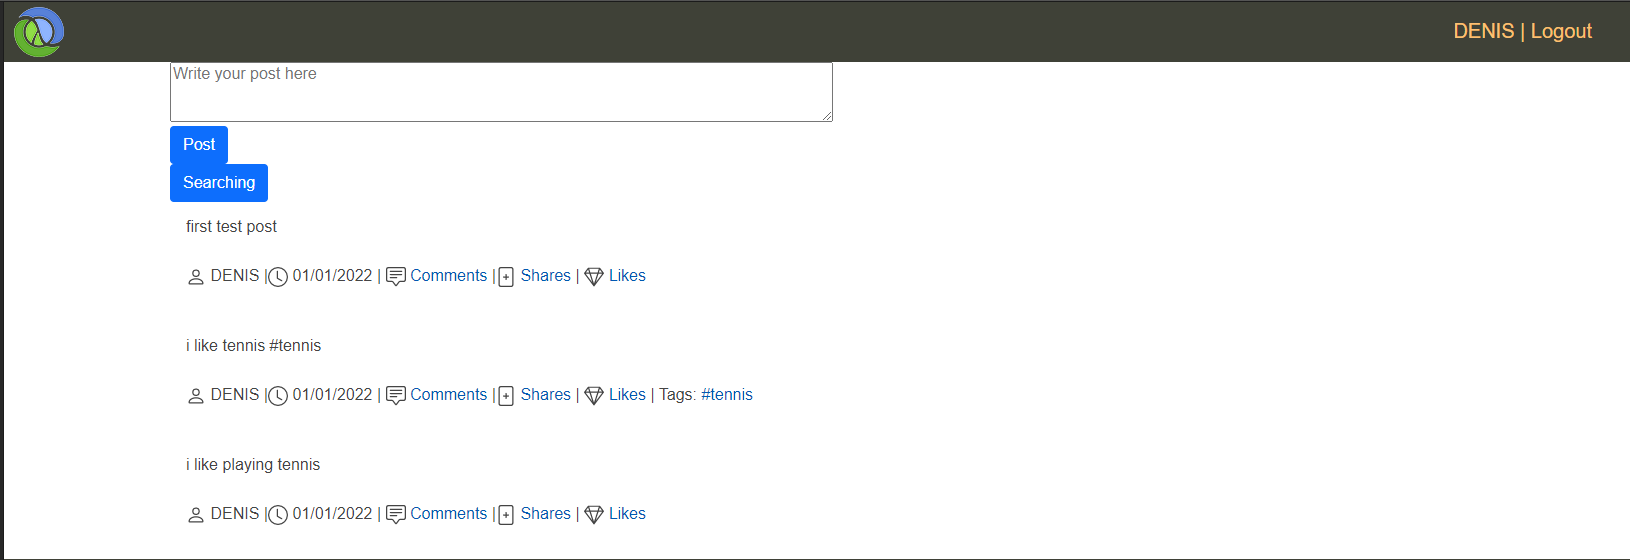 DENIS | Logout
Write your post here
Post
Searching
first test post
DENIS | 01/01/2022 | Comments | Shares | Likes
i like tennis #tennis
DENIS | 01/01/2022 | Comments | Shares | Likes | Tags: #tennis
i like playing tennis
DENIS | 01/01/2022 | Comments | Shares | Likes